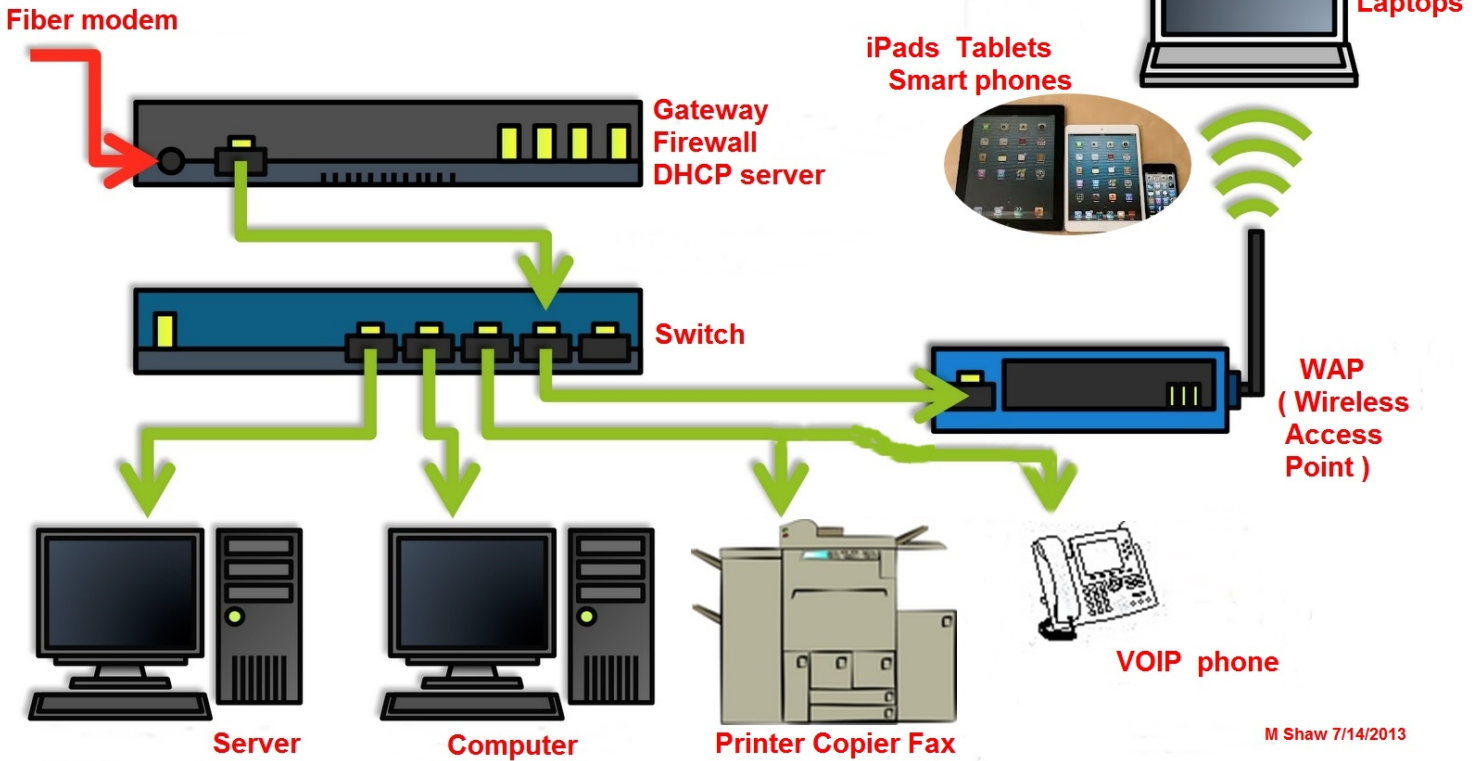 Fiber modem
Laptops
iPads Tablets
Smart phones
Gateway
Firewall
DHCP server
Switch
WAP
( Wireless
Access
Point )
VOIP phone
Server
Computer
Printer Copier Fax
M Shaw 7/14/2013